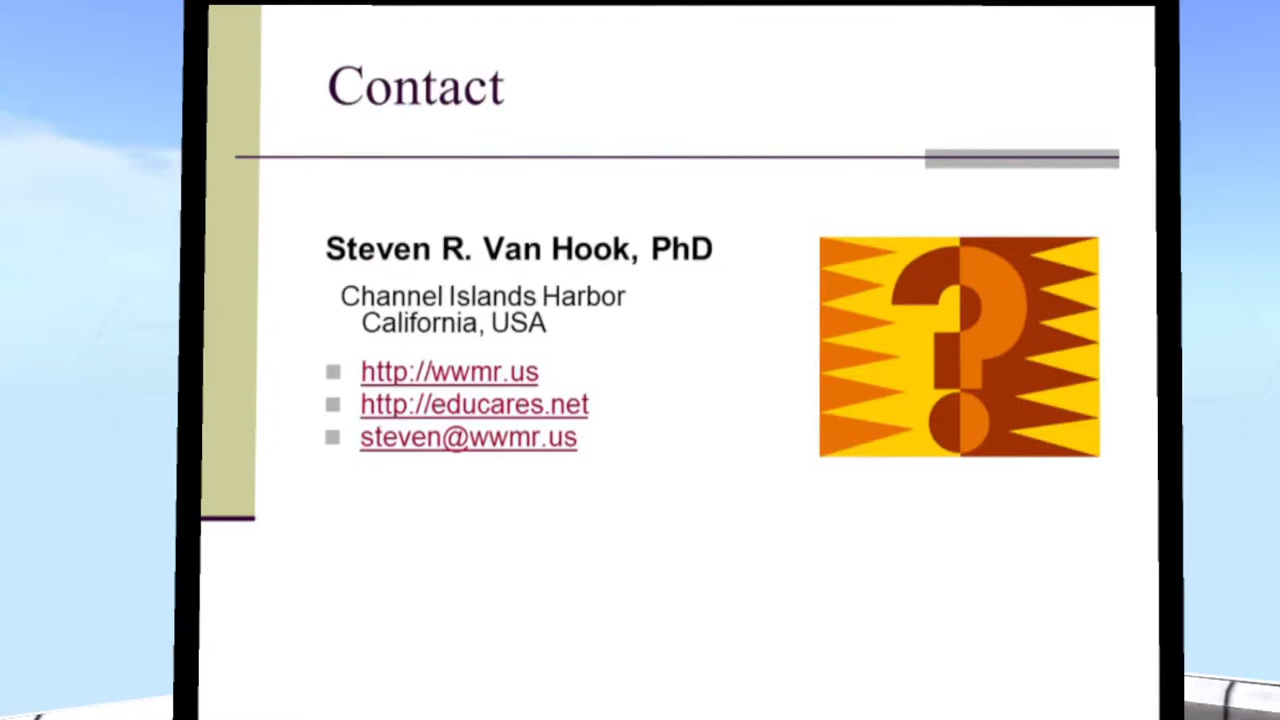 Contact
Steven R. Van Hook, PhD
Channel Islands Harbor
California, USA
http://wwmr.us
http://educares.net
steven@wwmr.us